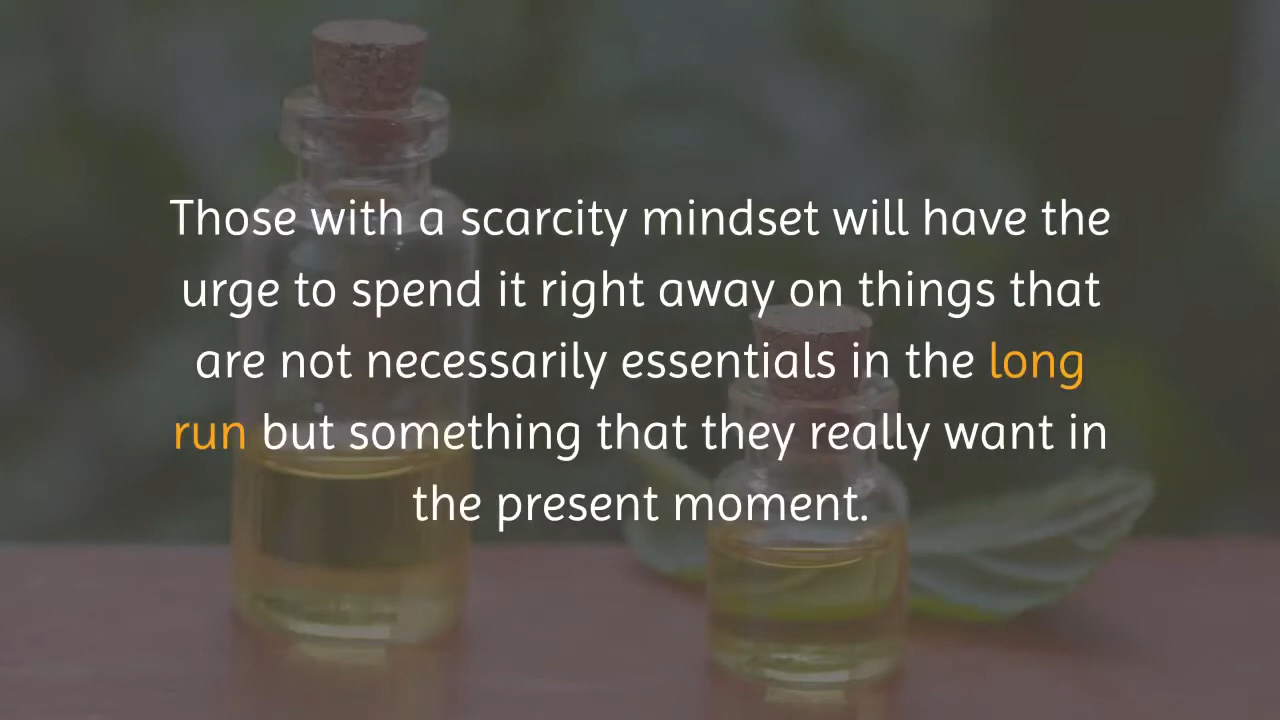 Those with a scarcity mindset will have the
urge to spend it right away on things that
are not necessarily essentials in the long
run but something that they really want in
the present moment.